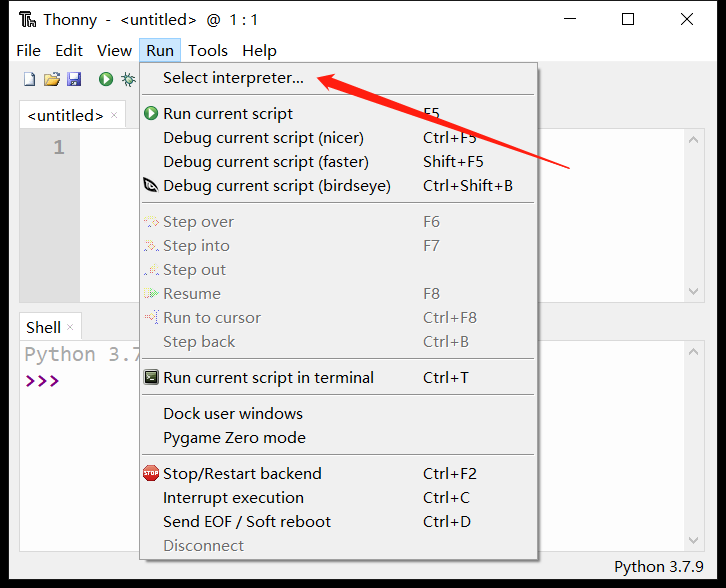 Thonny - <untitled> @ 1 : 1
File Edit View Run Tools Help
Select interpreter...
<untitled> ×
1
Run current script F5
Debug current script (nicer) Ctrl+F5
Debug current script (faster) Shift+F5
Debug current script (birdseye) Ctrl+Shift+B
Step over F6
Step into F7
Step out
Resume F8
Run to cursor Ctrl+F8
Step back Ctrl+B
Shell ×
Python 3.7
>>>
Run current script in terminal Ctrl+T
Dock user windows
Pygame Zero mode
STOP
Stop/Restart backend Ctrl+F2
Interrupt execution Ctrl+C
Send EOF / Soft reboot Ctrl+D
Disconnect
Python 3.7.9